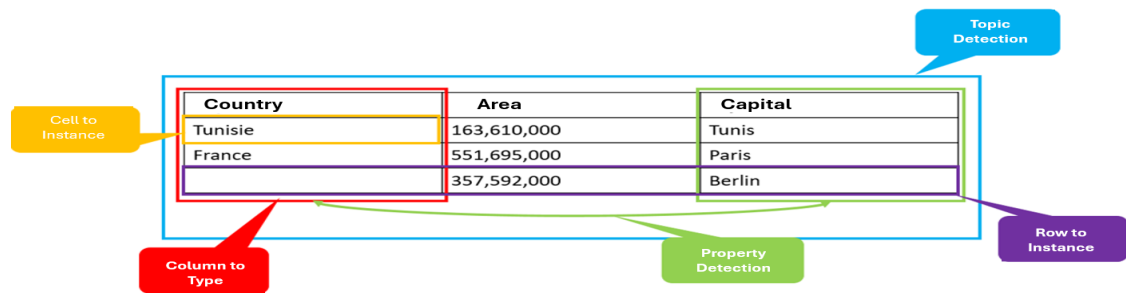 Topic
Detection
Country Area Capital
Cell to
Instance
Tunisie 163,610,000 Tunis
France 551,695,000 Paris
357,592,000 Berlin
Row to
Instance
Property
Detection
Column to
Type